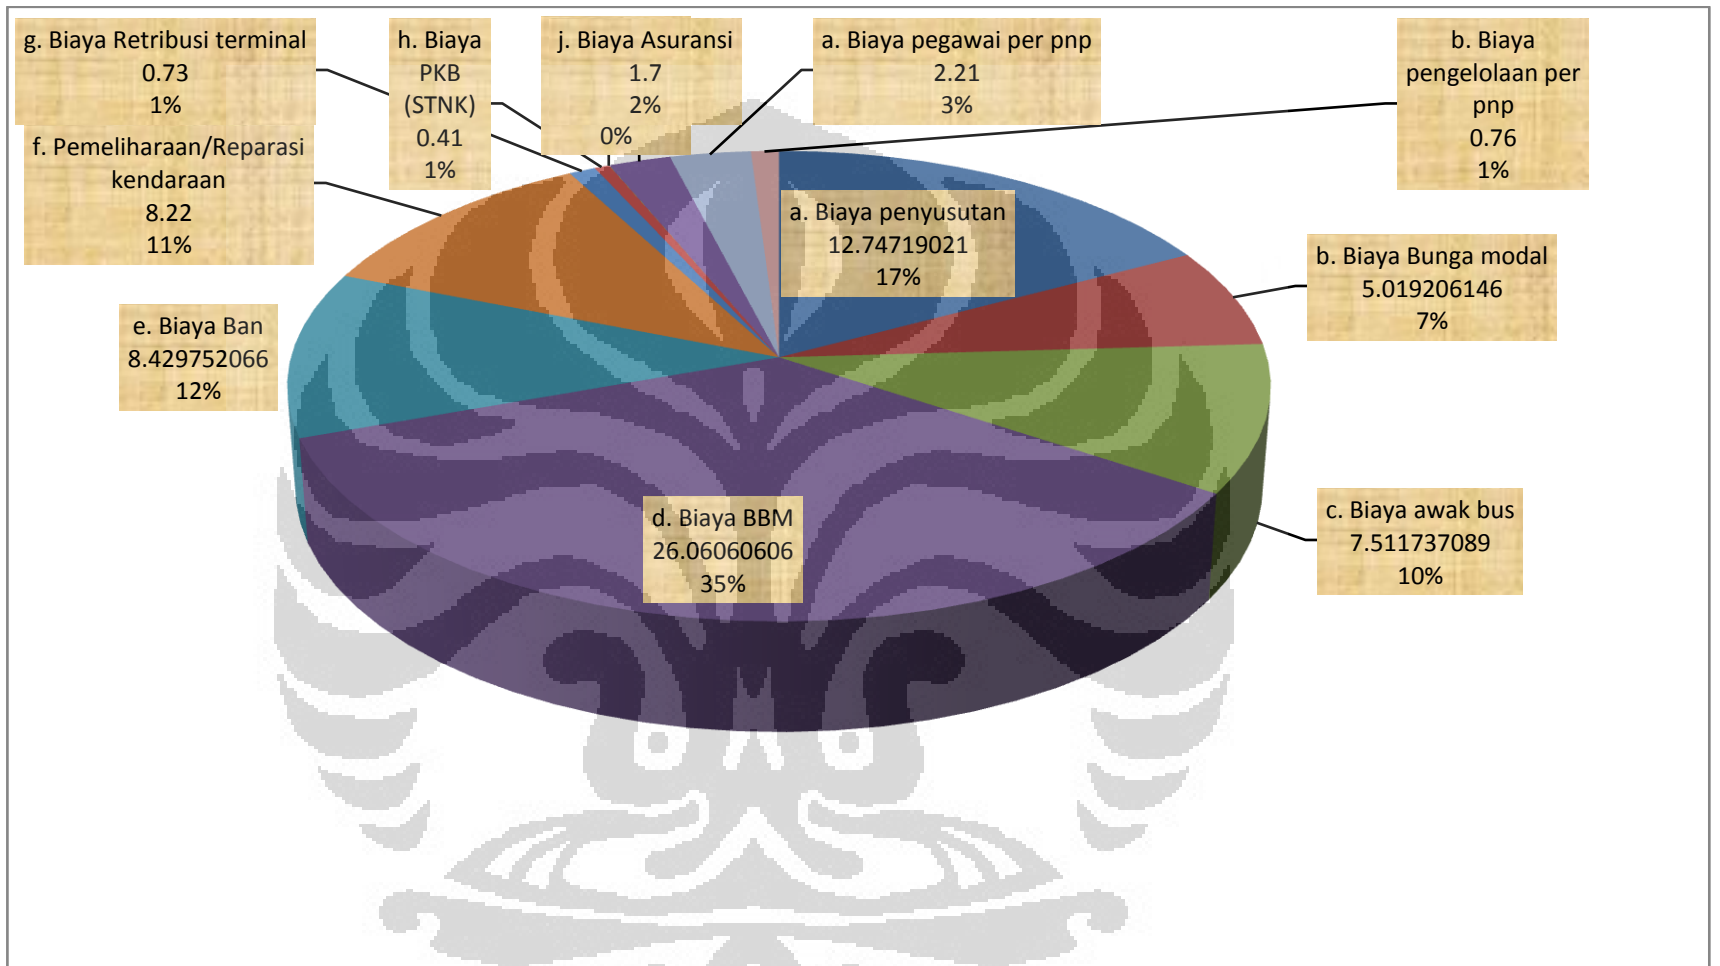 g. Biaya Retribusi terminal
0.73
1%
h. Biaya
PKB
(STNK)
0.41
1%
j. Biaya Asuransi
1.7
2%
0%
a. Biaya pegawai per pnp
2.21
3%
b. Biaya
pengelolaan per
pnp
0.76
1%
f. Pemeliharaan/Reparasi
kendaraan
8.22
11%
a. Biaya penyusutan
12.74719021
17%
b. Biaya Bunga modal
5.019206146
7%
e. Biaya Ban
8.429752066
12%
d. Biaya BBM
26.06060606
35%
c. Biaya awak bus
7.511737089
10%